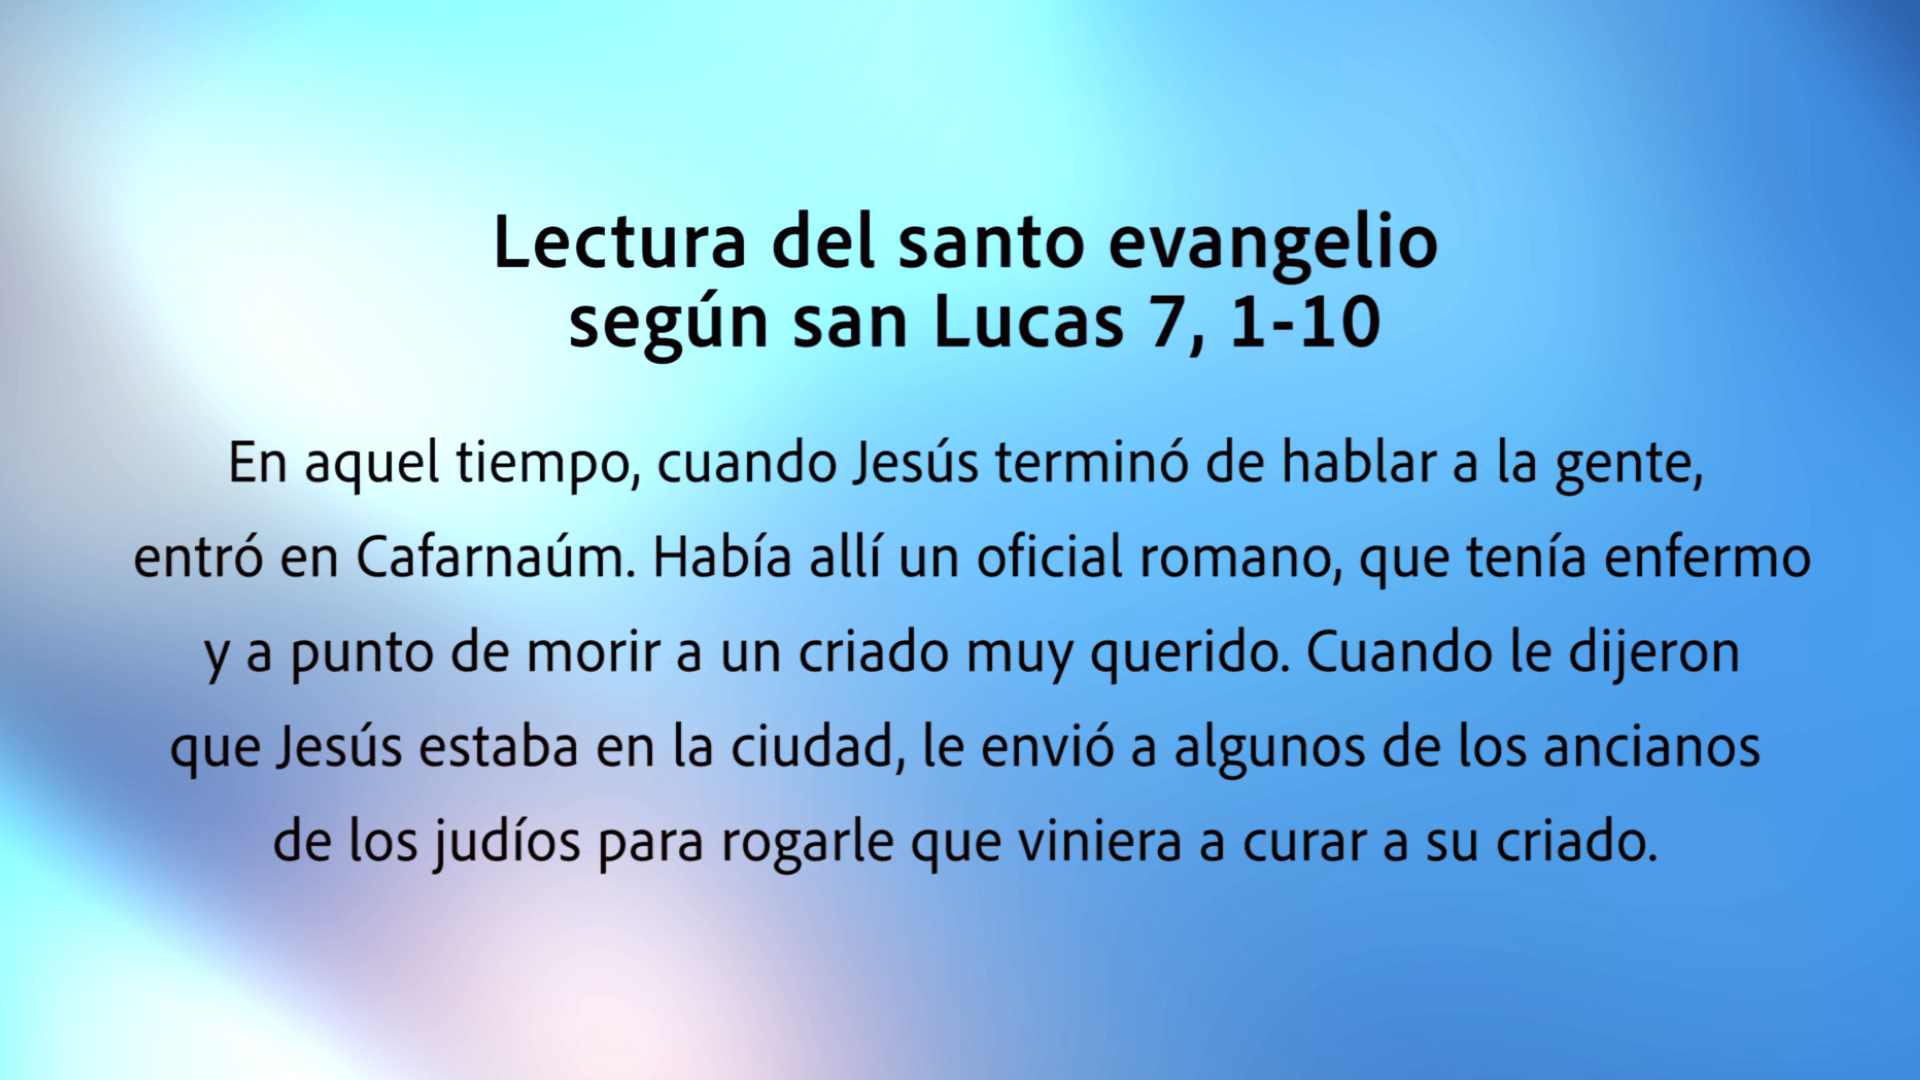 Lectura del santo evangelio
según san Lucas 7, 1-10
En aquel tiempo, cuando Jesús terminó de hablar a la gente,
entró en Cafarnaúm. Había allí un oficial romano, que tenía enfermo
y a punto de morir a un criado muy querido. Cuando le dijeron
que Jesús estaba en la ciudad, le envió a algunos de los ancianos
de los judíos para rogarle que viniera a curar a su criado.